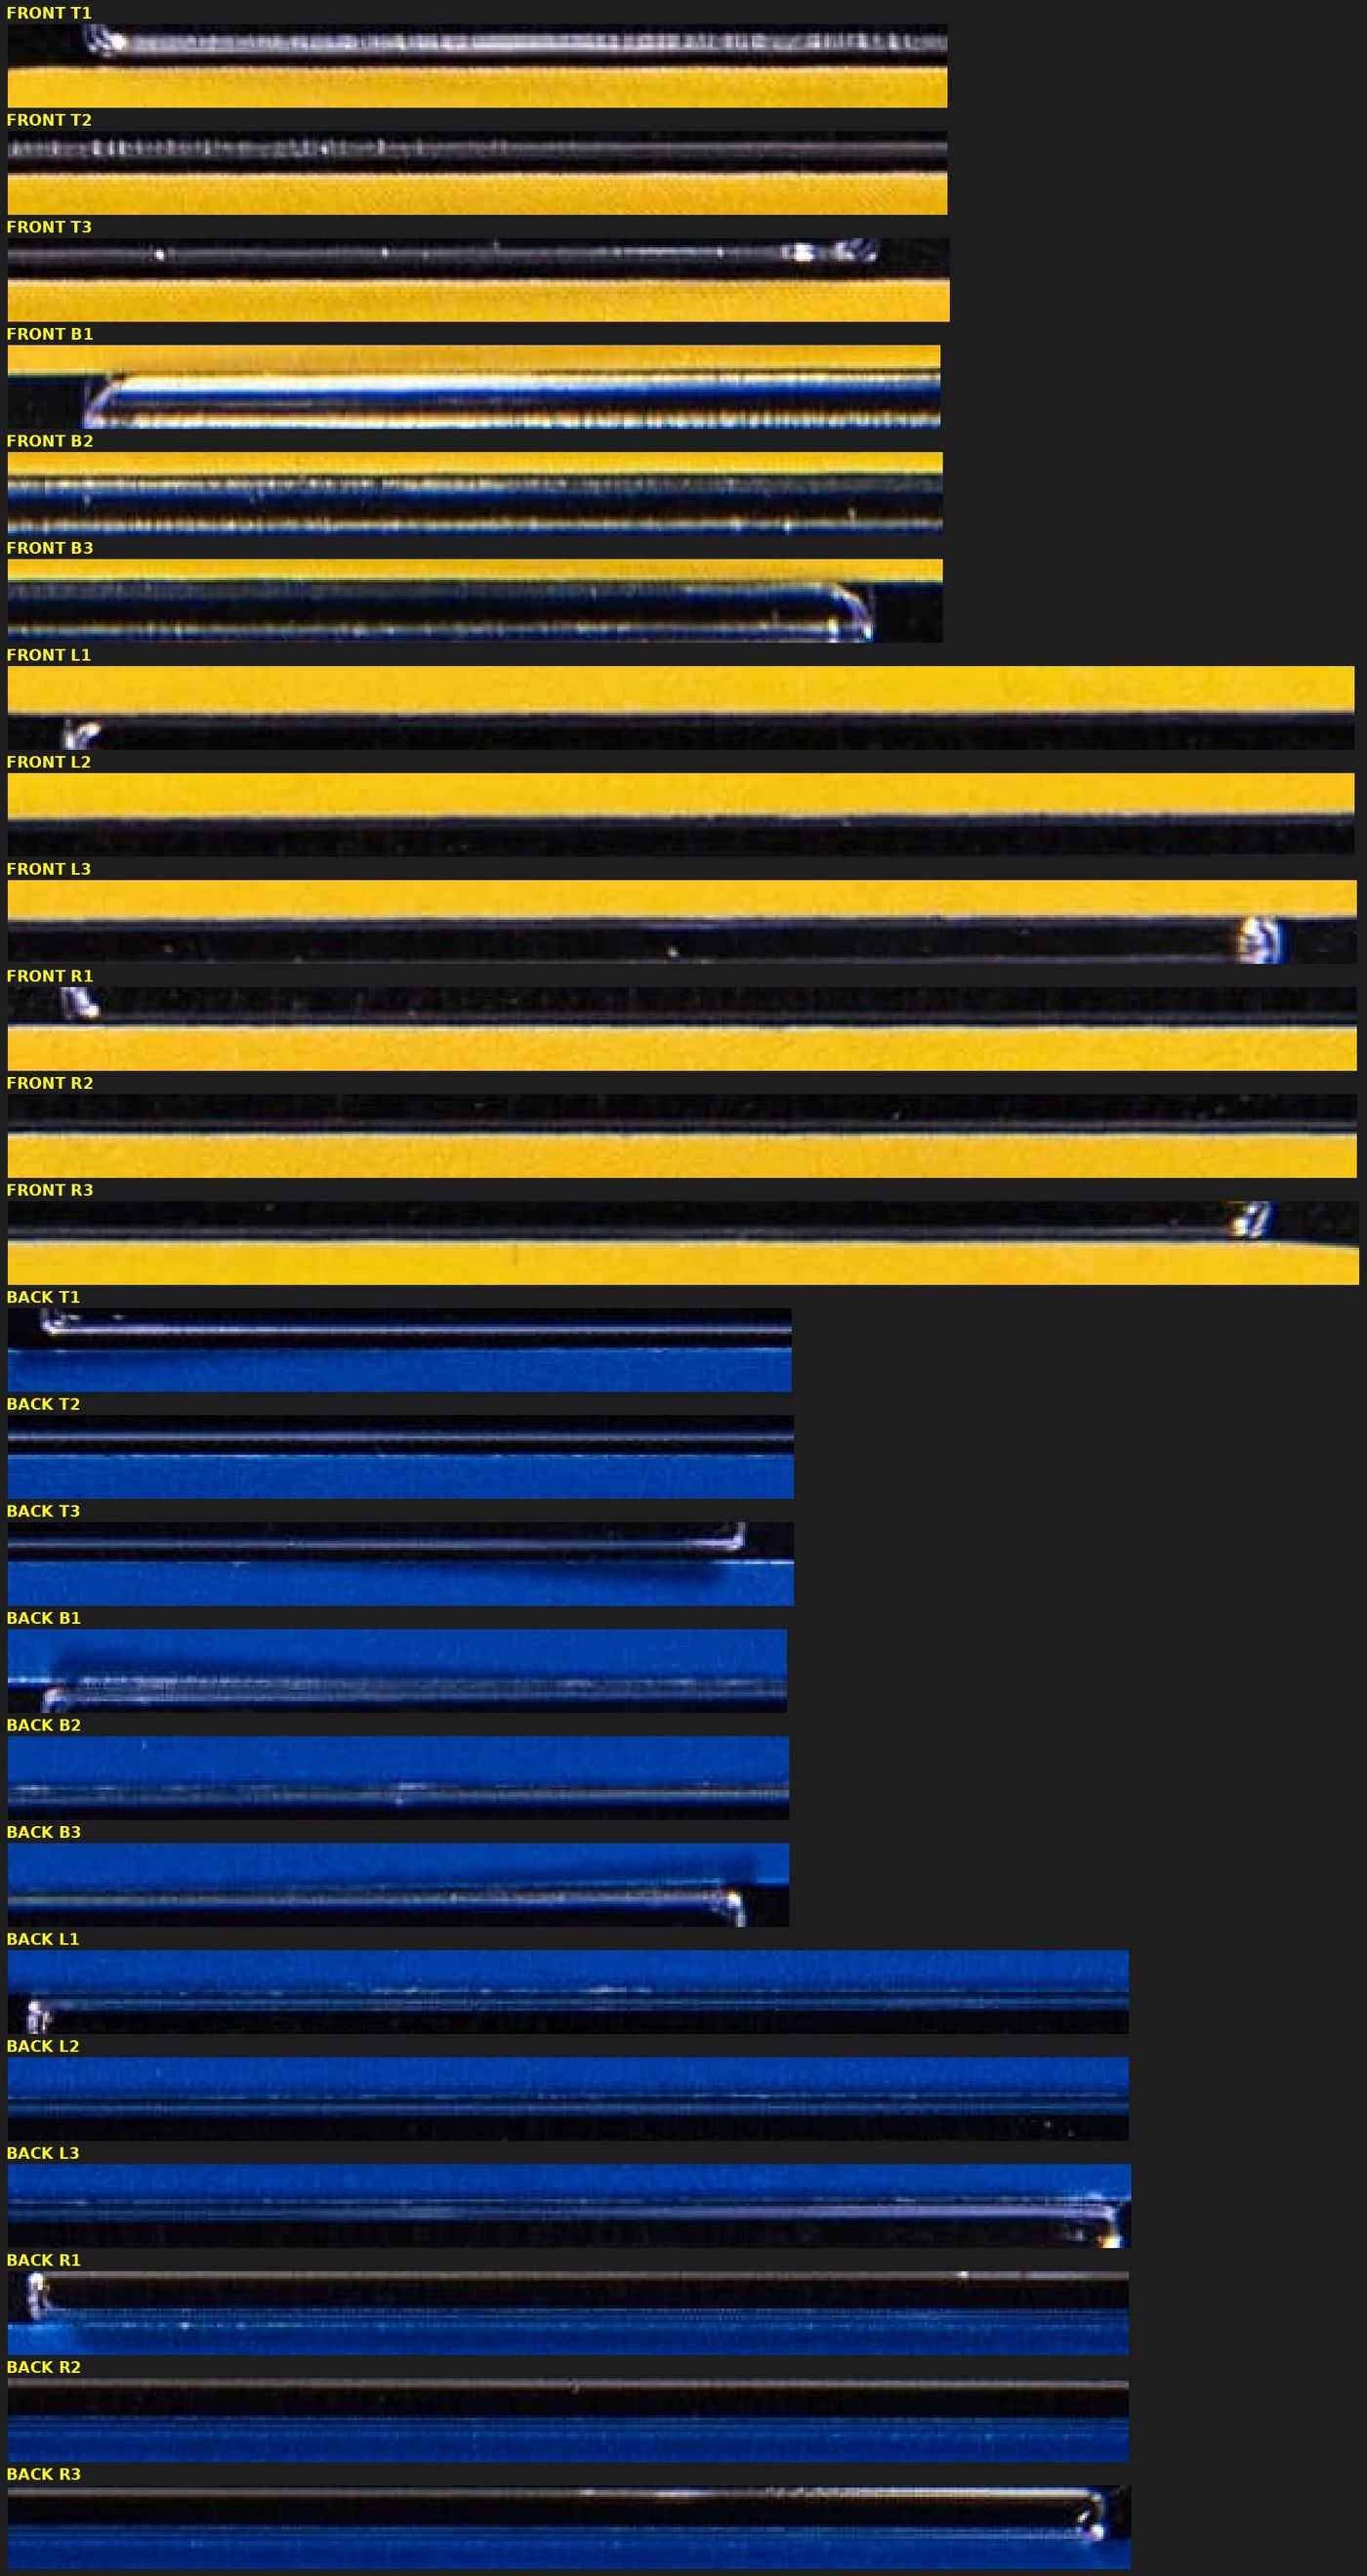 FRONT T1
FRONT T2
FRONT T3
FRONT B1
FRONT B2
FRONT B3
FRONT L1
FRONT L2
FRONT L3
FRONT R1
FRONT R2
FRONT R3
BACK T1
BACK T2
BACK T3
BACK B1
BACK B2
BACK B3
BACK L1
BACK L2
BACK L3
BACK R1
BACK R2
BACK R3